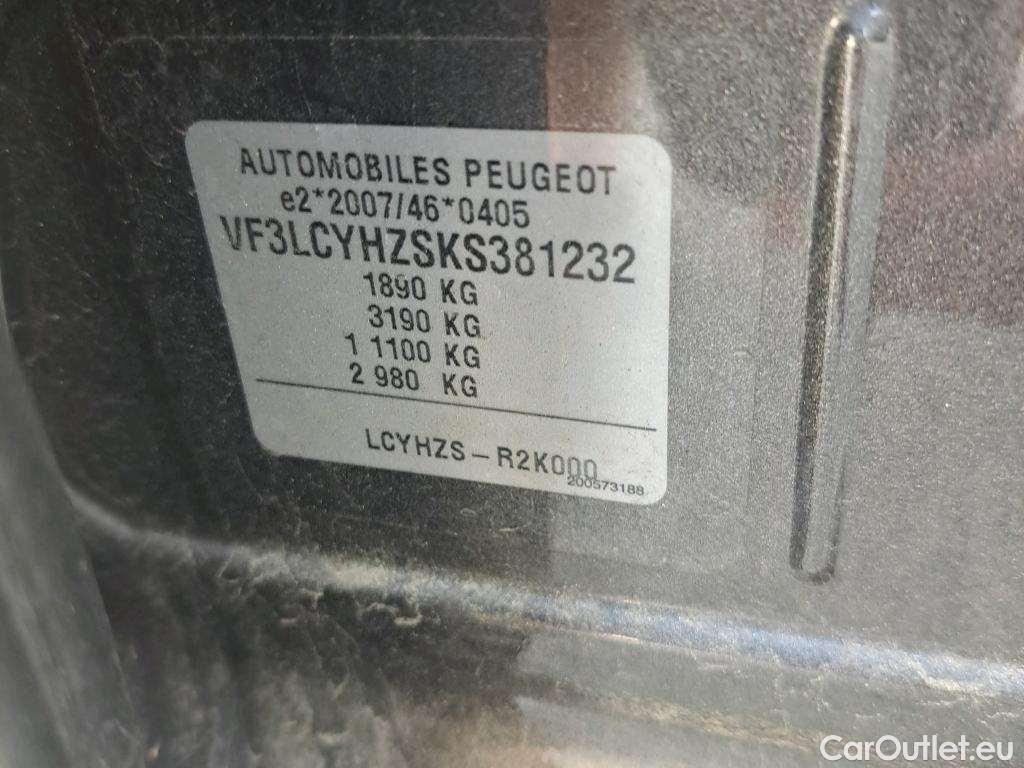 AUTOMOBILES PEUGEOT
e2*2007/46*0405
VF3LCYHZSKS381232
1890 KG
3190 KG
1 1100 KG
2 980 KG
LCYHZS – R2K000
200573188
CarOutlet.eu